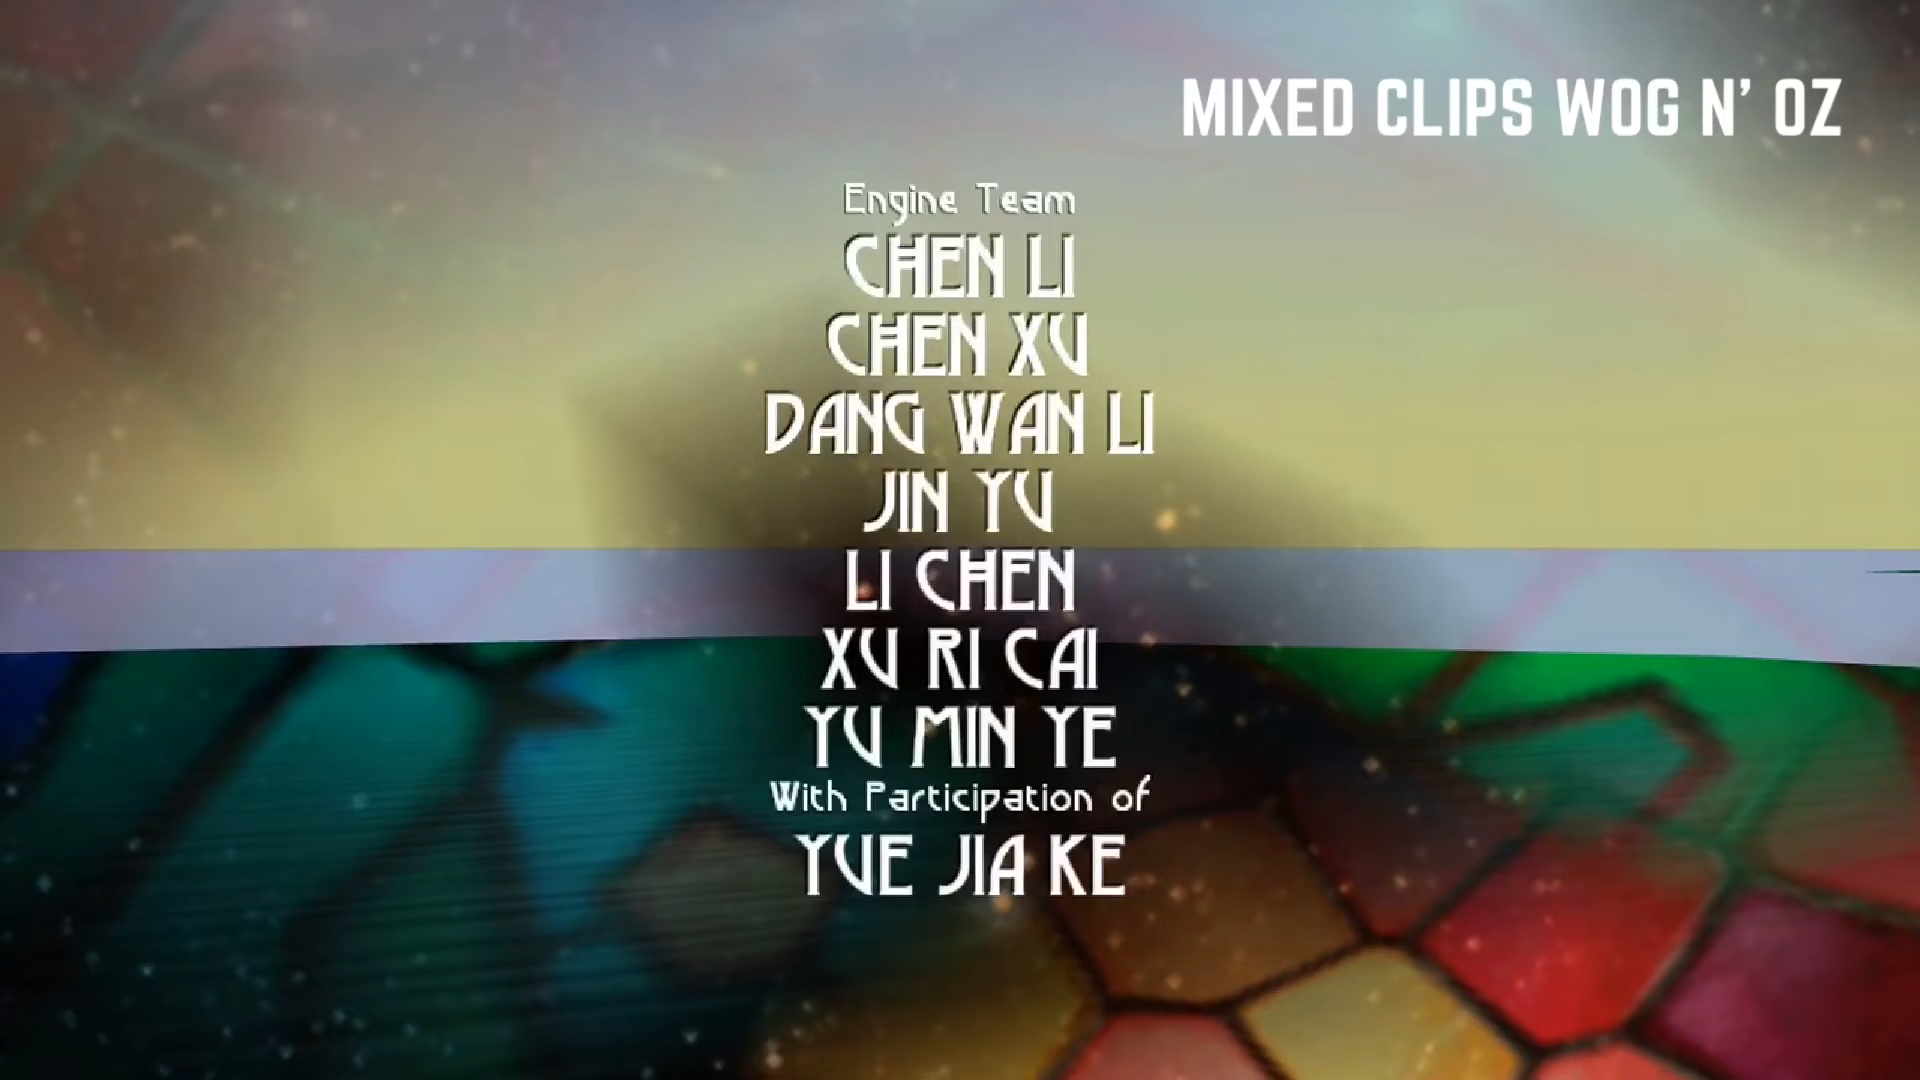 MIXED CLIPS WOG N' OZ
Engine Team
CHEN LI
CHEN XU
DANG WAN LI
JIN YU
LI CHEN
XU RI CAI
YU MIN YE
With Participation of
YUE JIA KE